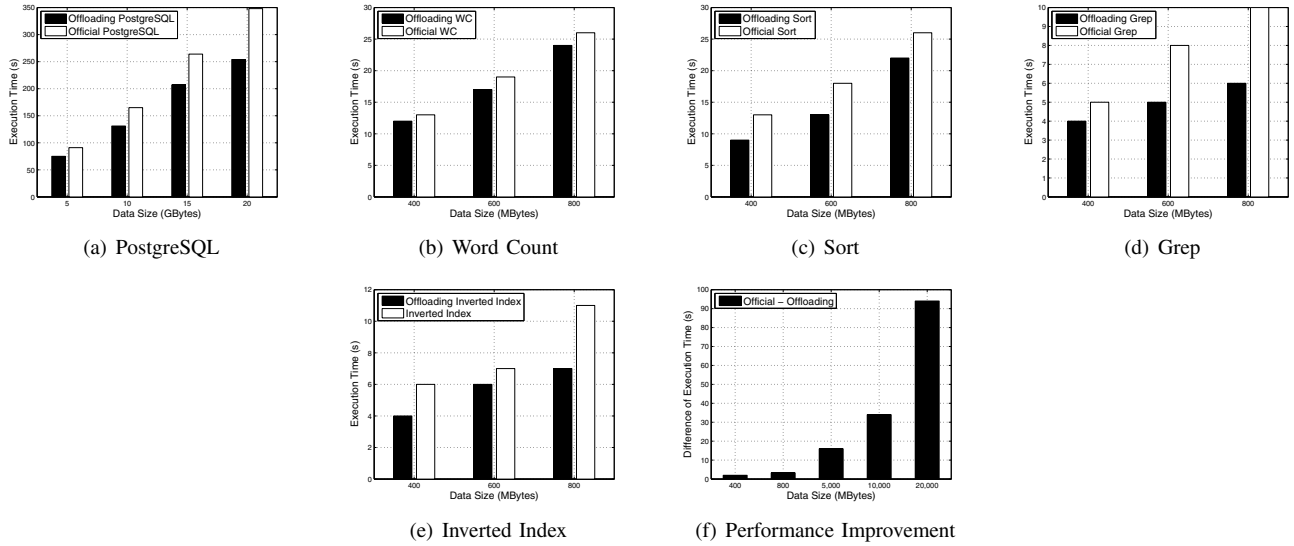 Offloading PostgreSQL
Official PostgreSQL
Execution Time (s)
350
300
250
200
150
100
50
0
5
10
15
20
Data Size (GBytes)
(a) PostgreSQL
Offloading WC
Official WC
Execution Time (s)
30
25
20
15
10
5
0
400
600
800
Data Size (MBytes)
(b) Word Count
Offloading Sort
Official Sort
Execution Time (s)
30
25
20
15
10
5
0
400
600
800
Data Size (MBytes)
(c) Sort
Offloading Grep
Official Grep
Execution Time (s)
10
9
8
7
6
5
4
3
2
1
0
400
600
800
Data Size (MBytes)
(d) Grep
Offloading Inverted Index
Inverted Index
Execution Time (s)
12
10
8
6
4
2
0
400
600
800
Data Size (MBytes)
(e) Inverted Index
Official − Offloading
Difference of Execution Time (s)
100
90
80
70
60
50
40
30
20
10
0
400
800
5,000
10,000
20,000
Data Size (MBytes)
(f) Performance Improvement